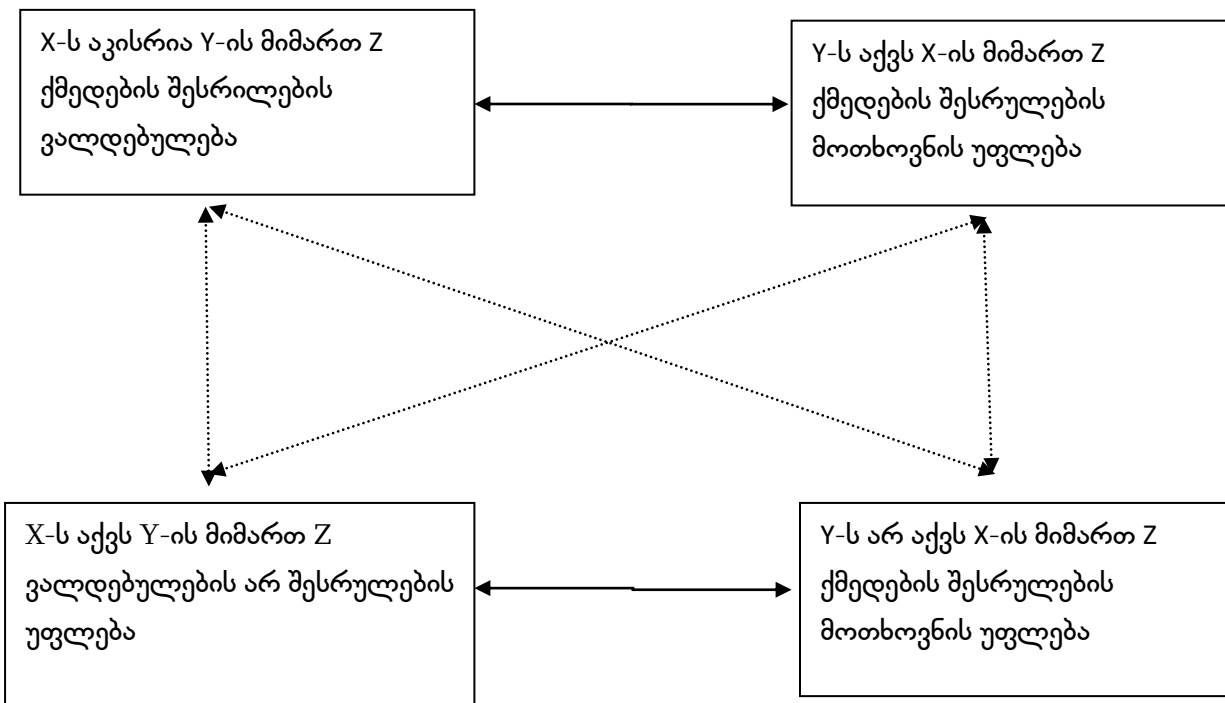 X-ს აკისრია Y-ის მიმართ Z
ქმედების შესრილების
ვალდებულება
Y-ს აქვს X-ის მიმართ Z
ქმედების შესრულების
მოთხოვნის უფლება
X-ს აქვს Y-ის მიმართ Z
ვალდებულების არ შესრულების
უფლება
Y-ს არ აქვს X-ის მიმართ Z
ქმედების შესრულების
მოთხოვნის უფლება